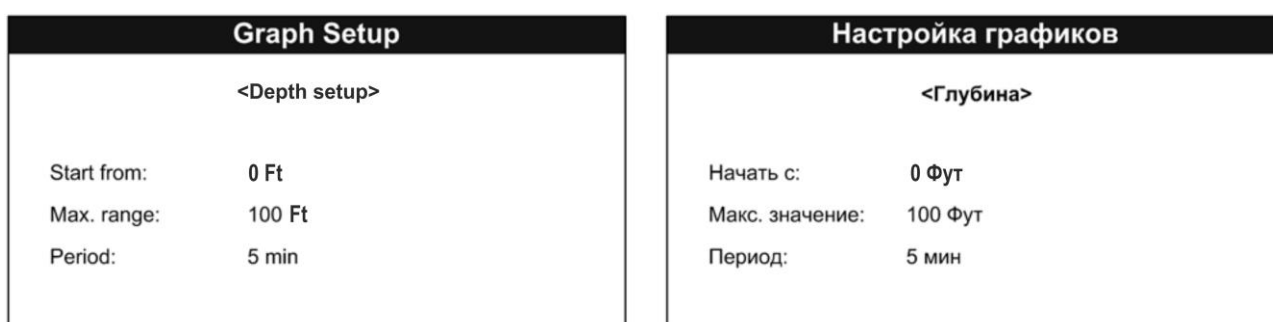 Graph Setup
<Depth setup>
Start from: 0 Ft
Max. range: 100 Ft
Period: 5 min
Настройка графиков
<Глубина>
Начать с: 0 Фут
Макс. значение: 100 Фут
Период: 5 мин